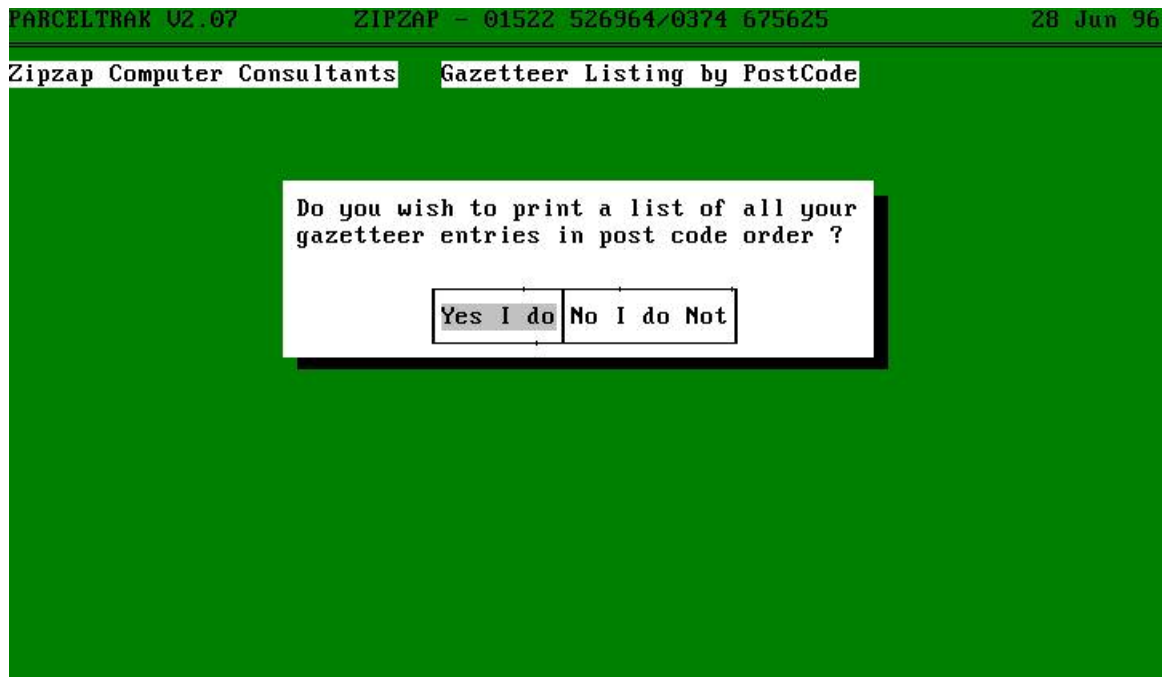 PARCELTRAK V2.07 ZIPZAP - 01522 526964/0374 675625 28 Jun 96
Zipzap Computer Consultants Gazetteer Listing by PostCode
Do you wish to print a list of all your
gazetteer entries in post code order ?
Yes I do No I do Not